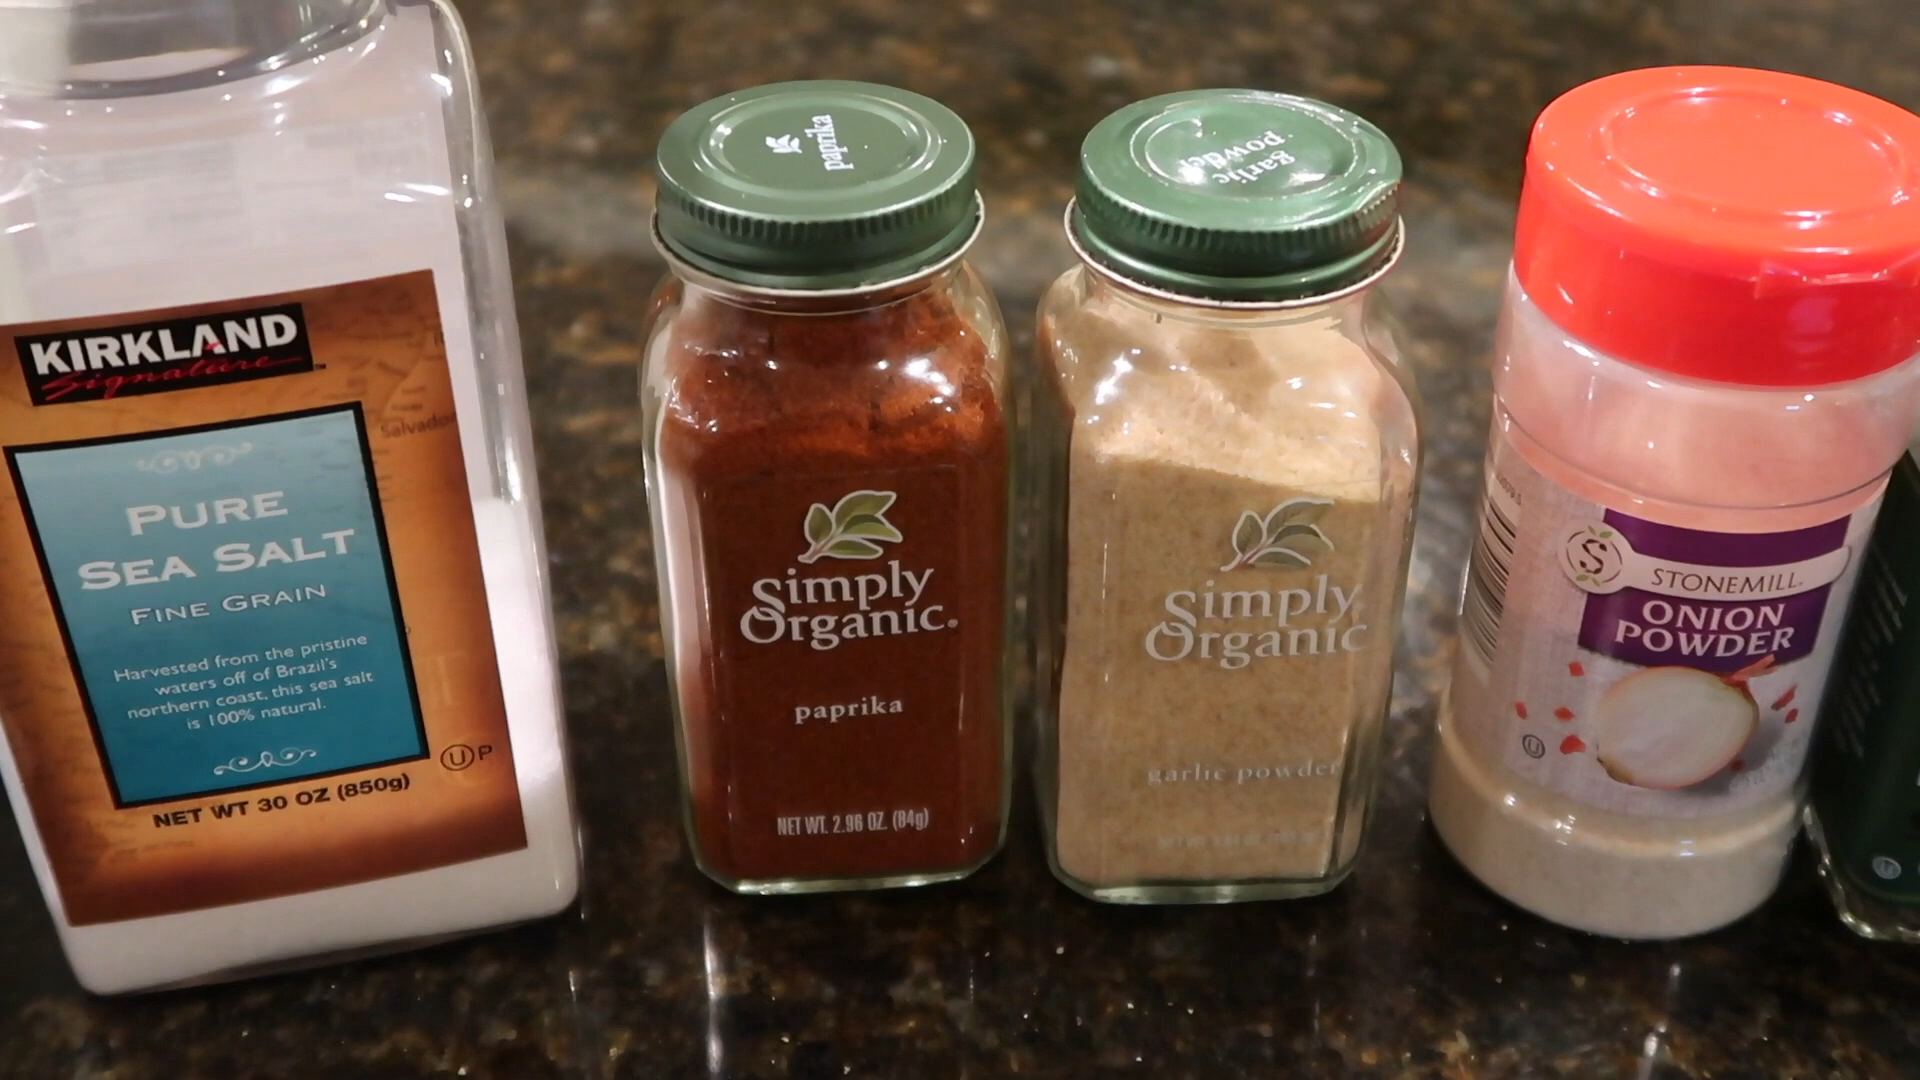 KIRKLAND
Signature
Salvador
PURE
SEA SALT
FINE GRAIN
Harvested from the pristine
waters off of Brazil's
northern coast, this sea salt
is 100% natural.
U P
NET WT 30 OZ (850g)
paprika
Simply
Organic®
paprika
NET WT. 2.96 OZ. (84g)
garlic
powder
Simply
Organic
garlic powder
S
STONEMILL®
ONION
POWDER
U